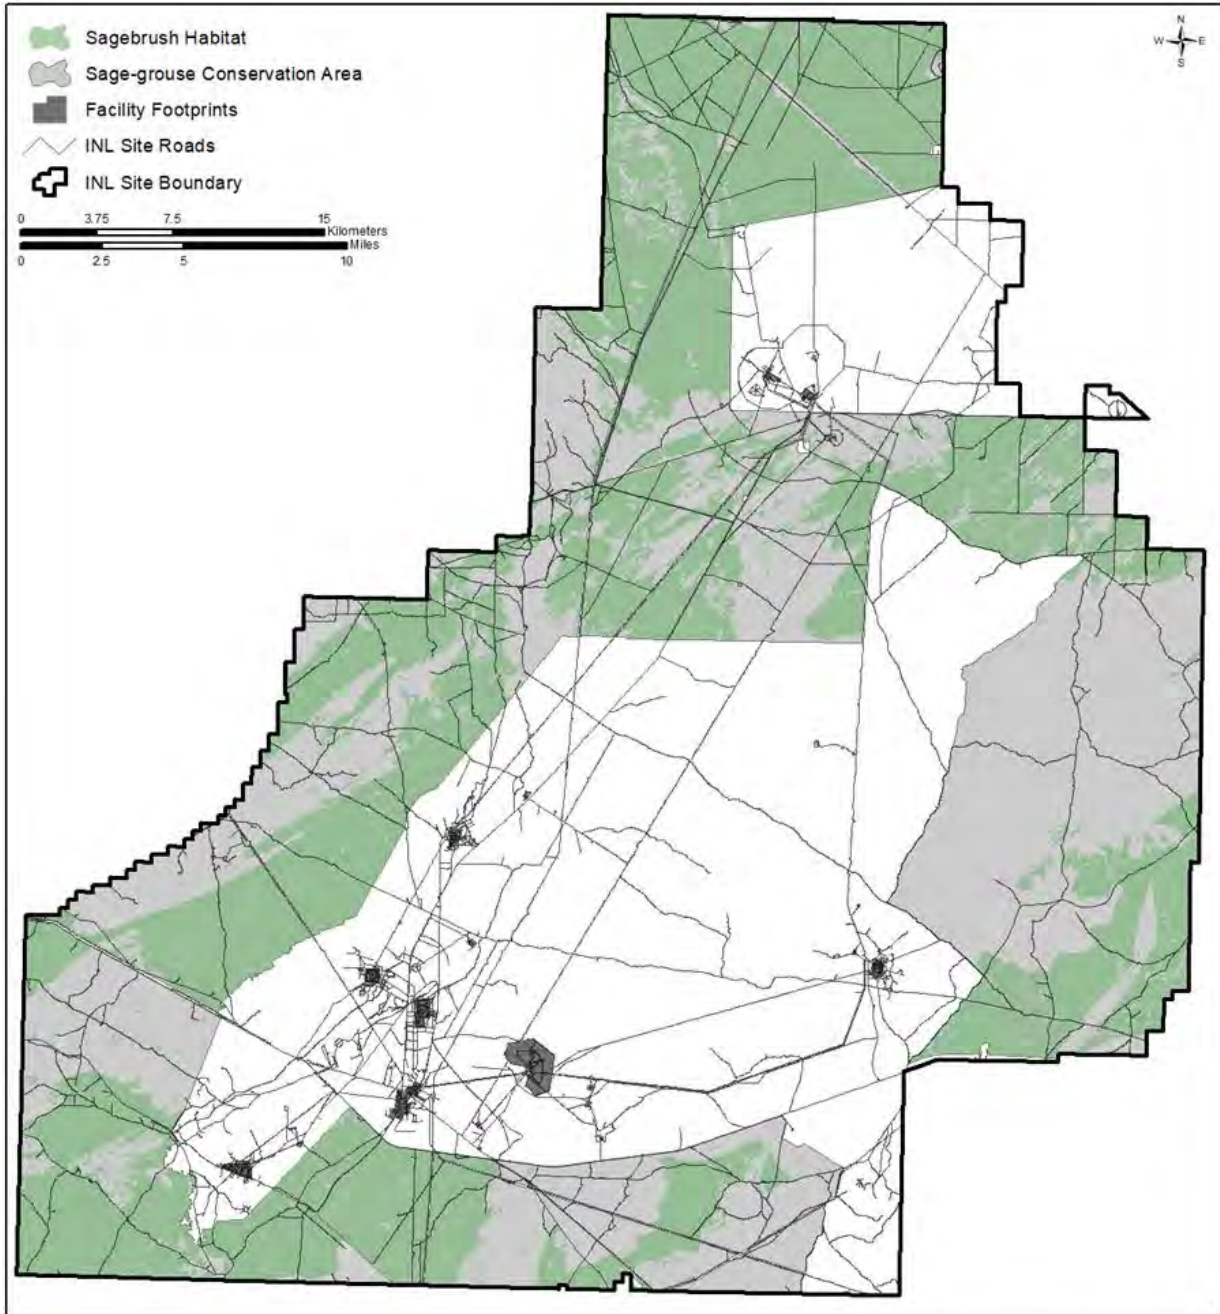 Sagebrush Habitat
Sage-grouse Conservation Area
Facility Footprints
INL Site Roads
INL Site Boundary
0 3.75 7.5 15
Kilometers
Miles
0 2.5 5 10
N
W E
S